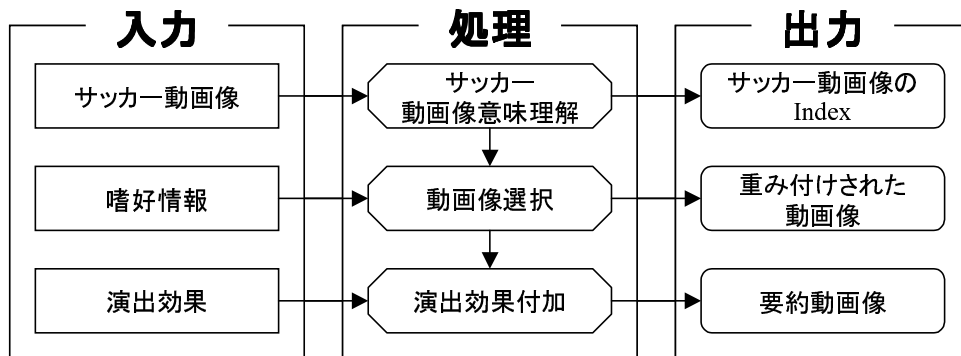 入力
処理
出力
サッカー動画像
サッカー
動画像意味理解
サッカー動画像の
Index
嗜好情報
動画像選択
重み付けされた
動画像
演出効果
演出効果付加
要約動画像